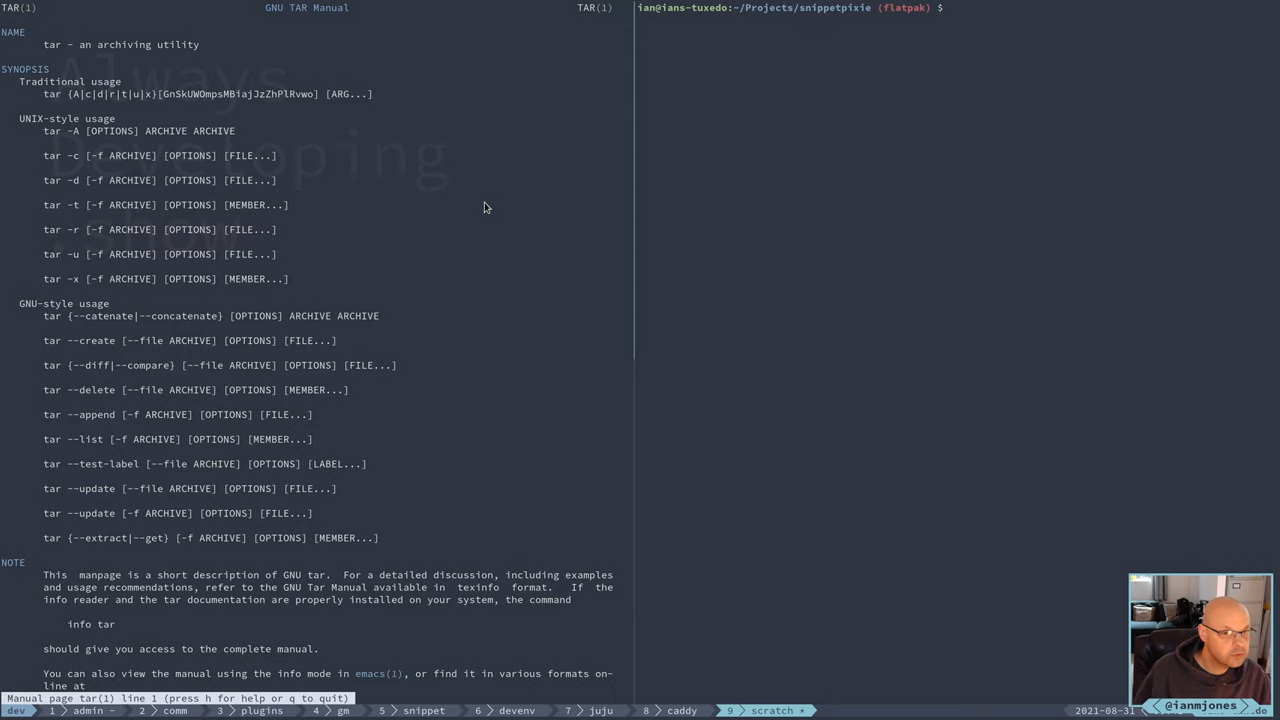 TAR(1) GNU TAR Manual TAR(1)
NAME
tar - an archiving utility
SYNOPSIS
Traditional usage
tar {A|c|d|r|t|u|x}[GnSkUWOmpsMBiajJzZhPlRvwo] [ARG...]
UNIX-style usage
tar -A [OPTIONS] ARCHIVE ARCHIVE
tar -c [-f ARCHIVE] [OPTIONS] [FILE...]
tar -d [-f ARCHIVE] [OPTIONS] [FILE...]
tar -t [-f ARCHIVE] [OPTIONS] [MEMBER...]
tar -r [-f ARCHIVE] [OPTIONS] [FILE...]
tar -u [-f ARCHIVE] [OPTIONS] [FILE...]
tar -x [-f ARCHIVE] [OPTIONS] [MEMBER...]
GNU-style usage
tar {--catenate|--concatenate} [OPTIONS] ARCHIVE ARCHIVE
tar --create [--file ARCHIVE] [OPTIONS] [FILE...]
tar {--diff|--compare} [--file ARCHIVE] [OPTIONS] [FILE...]
tar --delete [--file ARCHIVE] [OPTIONS] [MEMBER...]
tar --append [-f ARCHIVE] [OPTIONS] [FILE...]
tar --list [-f ARCHIVE] [OPTIONS] [MEMBER...]
tar --test-label [--file ARCHIVE] [OPTIONS] [LABEL...]
tar --update [--file ARCHIVE] [OPTIONS] [FILE...]
tar --update [-f ARCHIVE] [OPTIONS] [FILE...]
tar {--extract|--get} [-f ARCHIVE] [OPTIONS] [MEMBER...]
NOTE
This manpage is a short description of GNU tar. For a detailed discussion, including examples
and usage recommendations, refer to the GNU Tar Manual available in texinfo format. If the
info reader and the tar documentation are properly installed on your system, the command
info tar
should give you access to the complete manual.
You can also view the manual using the info mode in emacs(1), or find it in various formats on-
line at
Manual page tar(1) line 1 (press h for help or q to quit)
ian@ians-tuxedo:~/Projects/snippetpixie (flatpak) $
Always
Developing
.show
dev 1 admin - 2 comm 3 plugins 4 gm 5 snippet 6 devenv 7 juju 8 caddy 9 scratch * 2021-08-31
@ianmjones